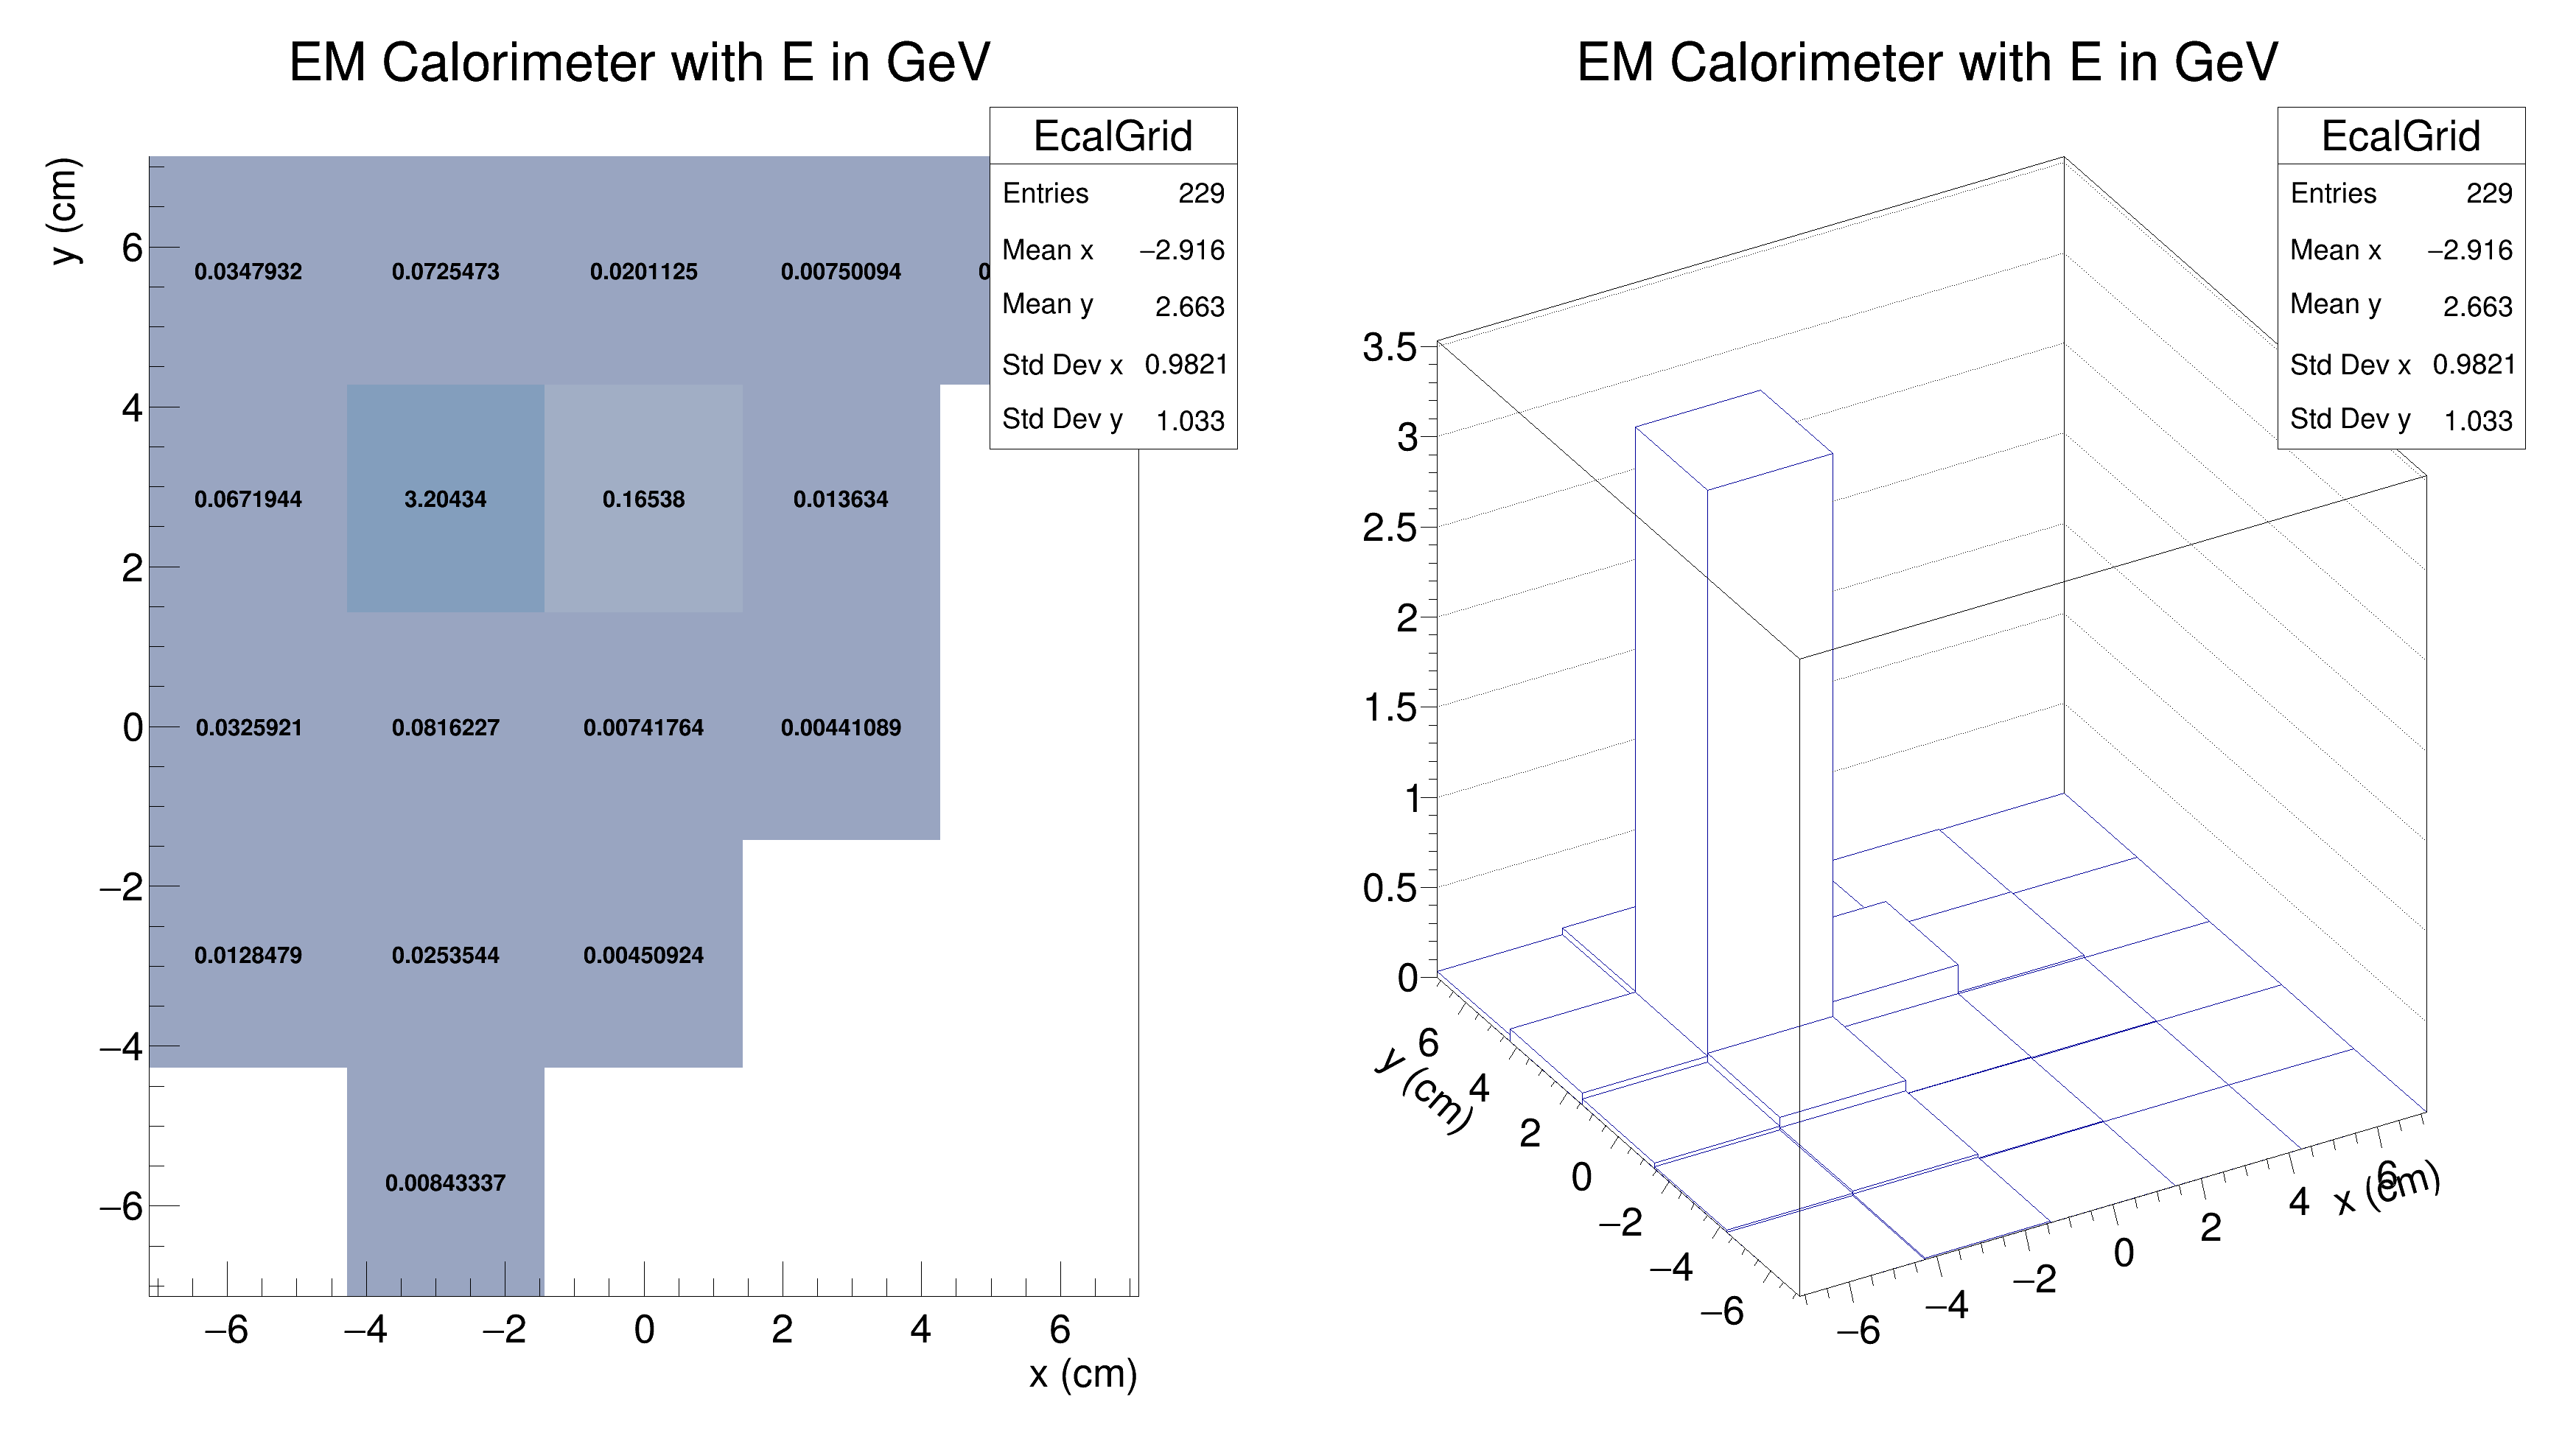 EM Calorimeter with E in GeV
EcalGrid
Entries 229
Mean x −2.916
Mean y 2.663
Std Dev x 0.9821
Std Dev y 1.033
y (cm)
6
4
2
0
−2
−4
−6
0.0347932 0.0725473 0.0201125 0.00750094
0.0671944 3.20434 0.16538 0.013634
0.0325921 0.0816227 0.00741764 0.00441089
0.0128479 0.0253544 0.00450924
0.00843337
−6 −4 −2 0 2 4 6
x (cm)
EM Calorimeter with E in GeV
EcalGrid
Entries 229
Mean x −2.916
Mean y 2.663
Std Dev x 0.9821
Std Dev y 1.033
3.5
3
2.5
2
1.5
1
0.5
0
6
4
2
0
−2
−4
−6
y (cm)
−6 −4 −2 0 2 4 6
x (cm)